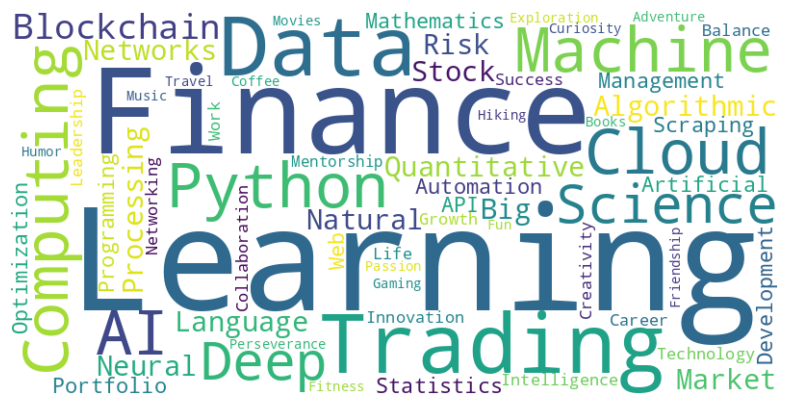 Movies
Mathematics
Exploration
Adventure
Blockchain
Networks
Data
Risk
Curiosity
Balance
Machine
Finance
Stock
Success
Travel
Coffee
Management
Music
Leadership
Work
Hiking
Algorithmic
Books
Scraping
Humor
Computing
Programming
Processing
Networking
Mentorship
Quantitative
Cloud
Python
Automation
Artificial
Optimization
Collaboration
Natural
API
Big
Science
Growth
Fun
Learning
Web
Life
Passion
Gaming
Creativity
Friendship
Development
AI
Language
Trading
Innovation
Career
Neural
Deep
Perseverance
Technology
Portfolio
Fitness
Statistics
Intelligence
Market